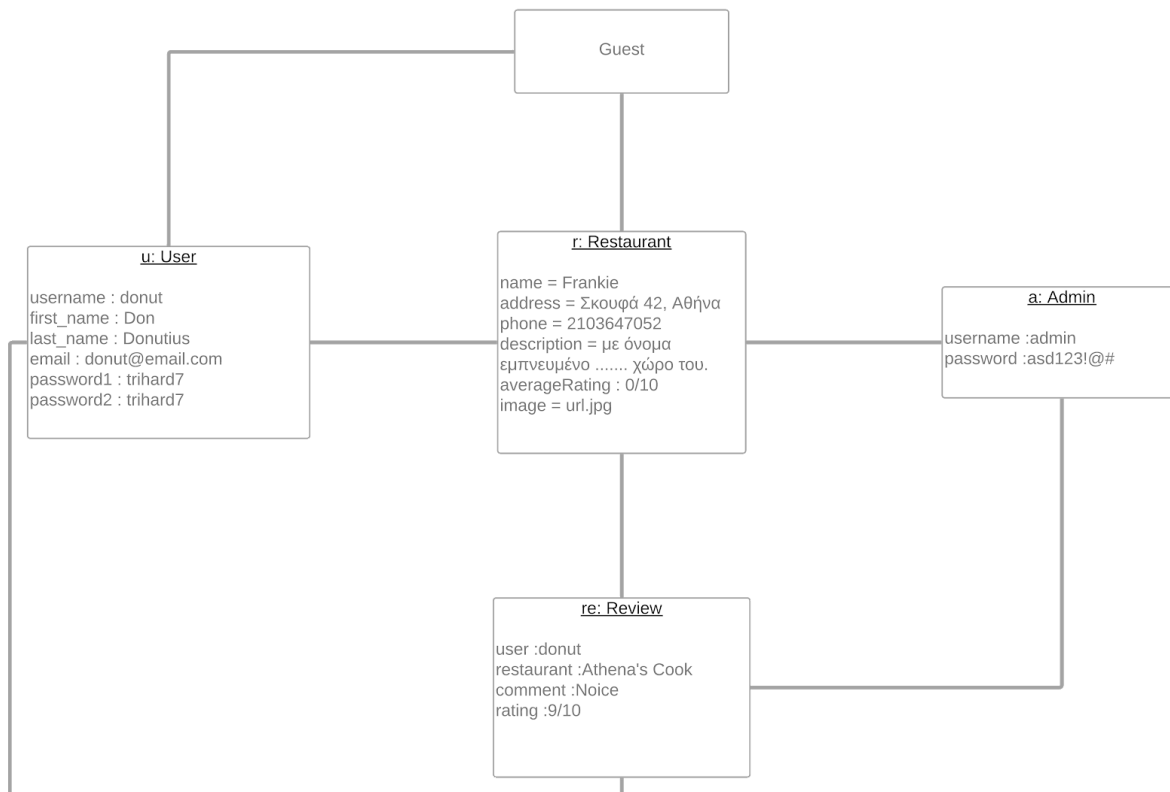 Guest
u: User
username : donut
first_name : Don
last_name : Donutius
email : donut@email.com
password1 : trihard7
password2 : trihard7
r: Restaurant
name = Frankie
address = Σκουφά 42, Αθήνα
phone = 2103647052
description = με όνομα
εμπνευμένο ....... χώρο του.
averageRating : 0/10
image = url.jpg
a: Admin
username :admin
password :asd123!@#
re: Review
user :donut
restaurant :Athena's Cook
comment :Noice
rating :9/10